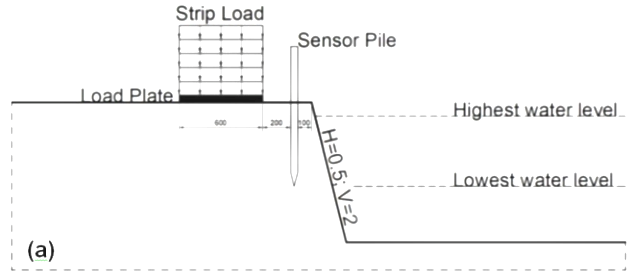 Strip Load
Sensor Pile
Load Plate
Highest water level
600
200
100
H=0.5; V=2
Lowest water level
(a)